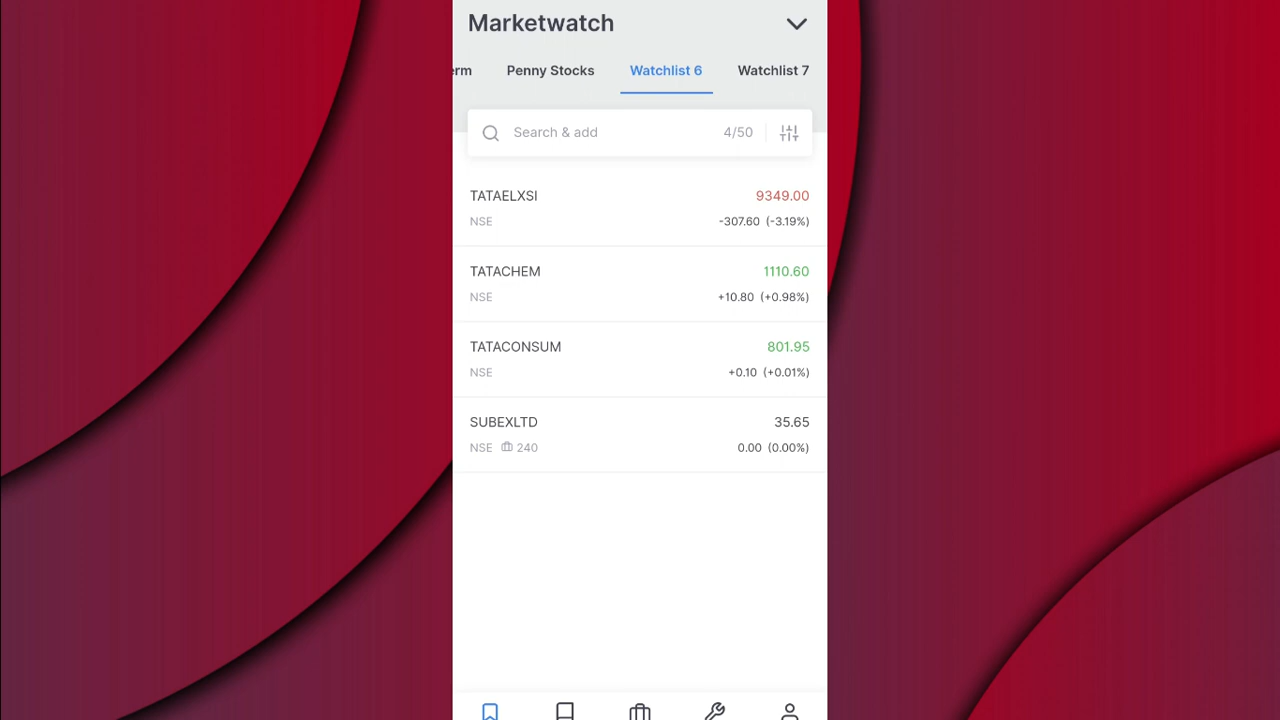 Marketwatch
erm Penny Stocks Watchlist 6 Watchlist 7
Search & add 4/50
TATAELXSI 9349.00
NSE -307.60 (-3.19%)
TATACHEM 1110.60
NSE +10.80 (+0.98%)
TATACONSUM 801.95
NSE +0.10 (+0.01%)
SUBEXLTD 35.65
NSE 240 0.00 (0.00%)